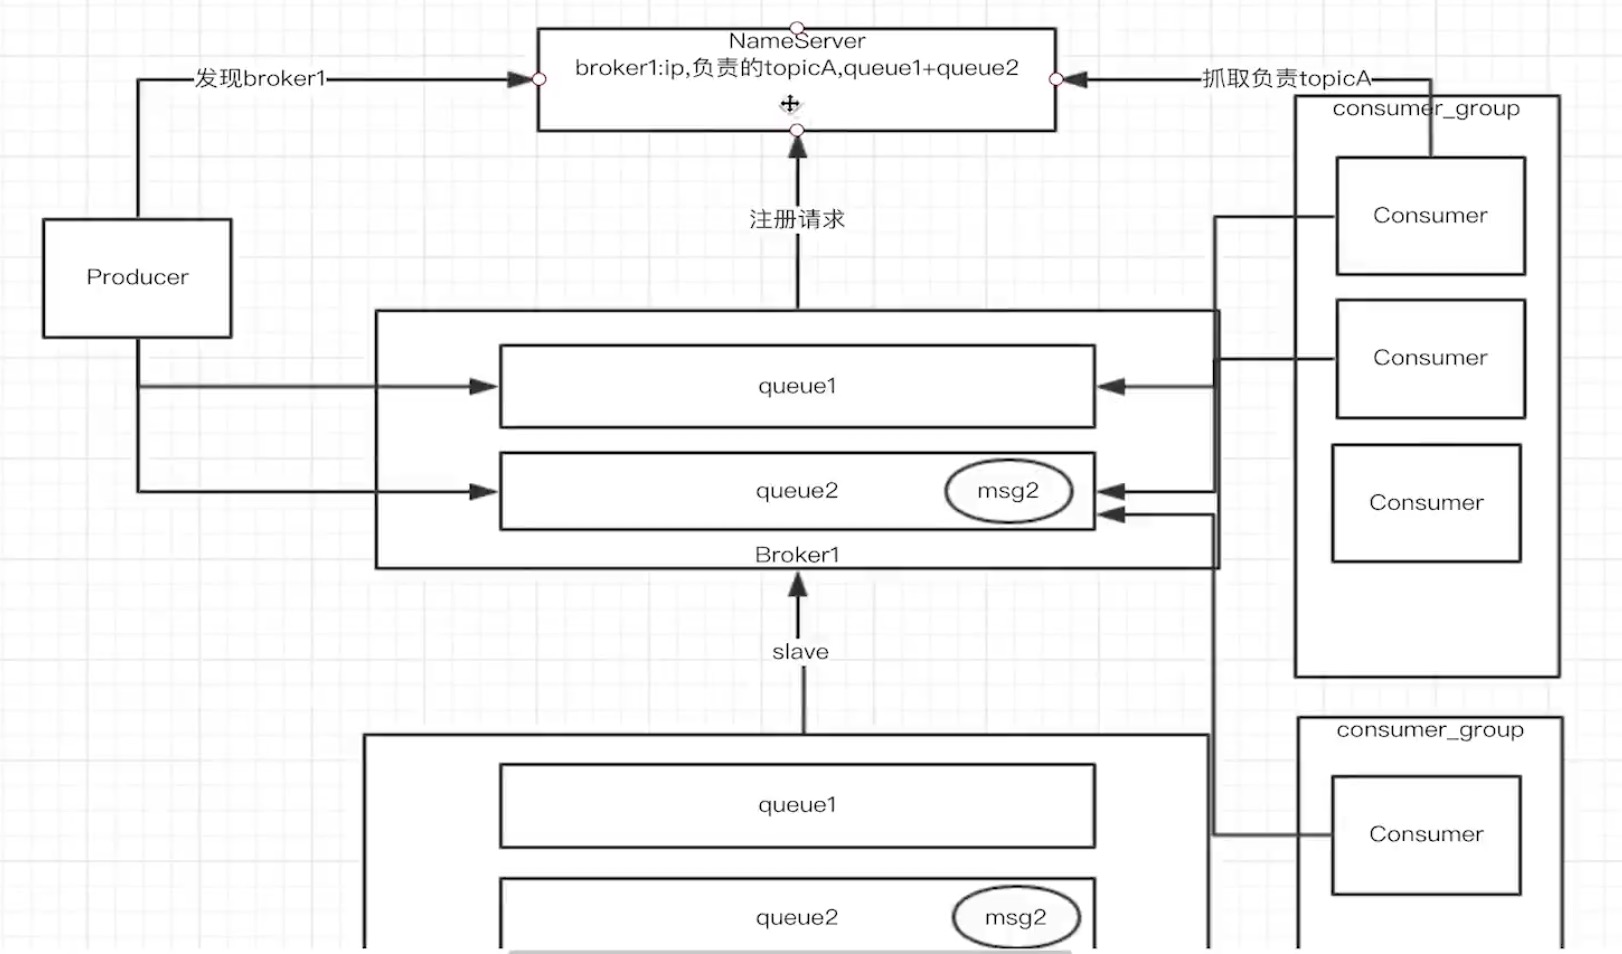 NameServer
broker1:ip,负责的topicA,queue1+queue2
发现broker1
抓取负责topicA
consumer_group
Consumer
注册请求
Producer
Consumer
queue1
queue2
msg2
Consumer
Broker1
slave
consumer_group
queue1
Consumer
queue2
msg2